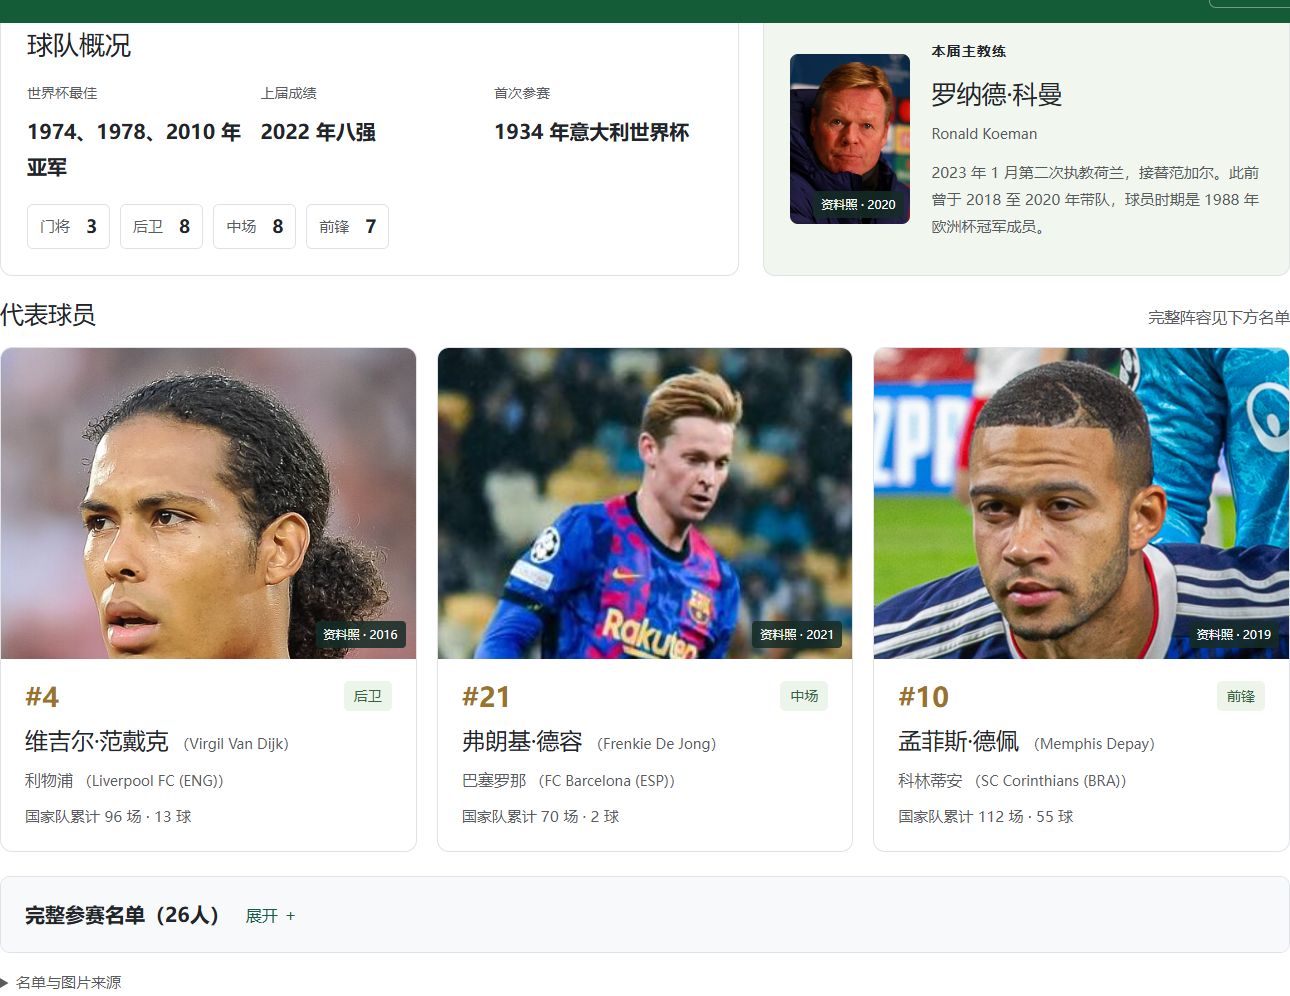 球队概况
世界杯最佳
1974、1978、2010 年
亚军
上届成绩
2022 年八强
首次参赛
1934 年意大利世界杯
门将 3
后卫 8
中场 8
前锋 7
资料照 · 2020
本届主教练
罗纳德·科曼
Ronald Koeman
2023 年 1 月第二次执教荷兰，接替范加尔。此前
曾于 2018 至 2020 年带队，球员时期是 1988 年
欧洲杯冠军成员。
代表球员
完整阵容见下方名单
资料照 · 2016
#4
后卫
维吉尔·范戴克 （Virgil Van Dijk）
利物浦 （Liverpool FC (ENG)）
国家队累计 96 场 · 13 球
Rakuten
资料照 · 2021
#21
中场
弗朗基·德容 （Frenkie De Jong）
巴塞罗那 （FC Barcelona (ESP)）
国家队累计 70 场 · 2 球
资料照 · 2019
#10
前锋
孟菲斯·德佩 （Memphis Depay）
科林蒂安 （SC Corinthians (BRA)）
国家队累计 112 场 · 55 球
完整参赛名单（26人） 展开 +
名单与图片来源